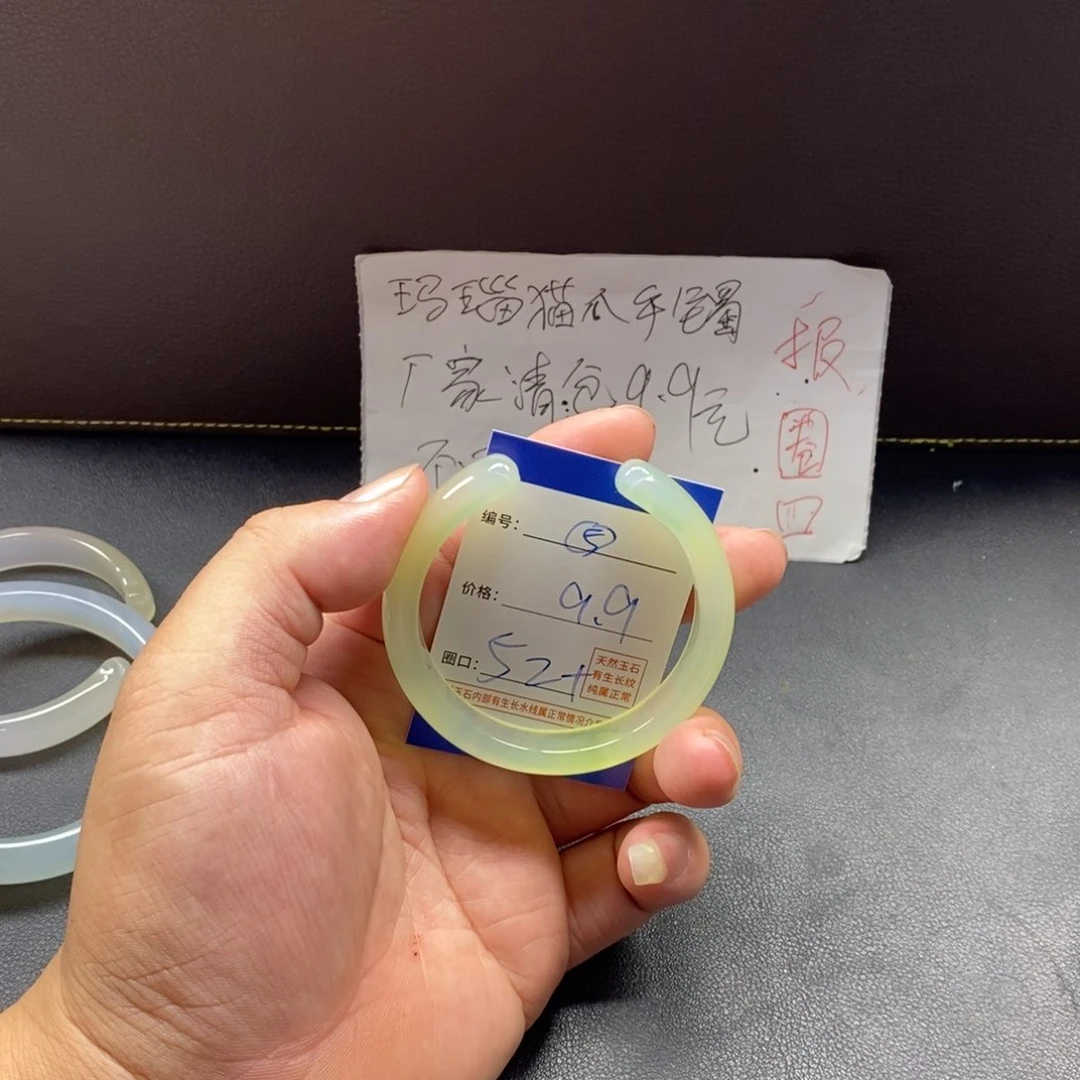 玛瑙猫爪手镯
厂家清仓9.9元
不
报
圈
口
编号: ⑤
价格: 9.9
圈口: 52+
天然玉石
有生长纹
纯属正常
玉石内部有生长水线属正常情况介